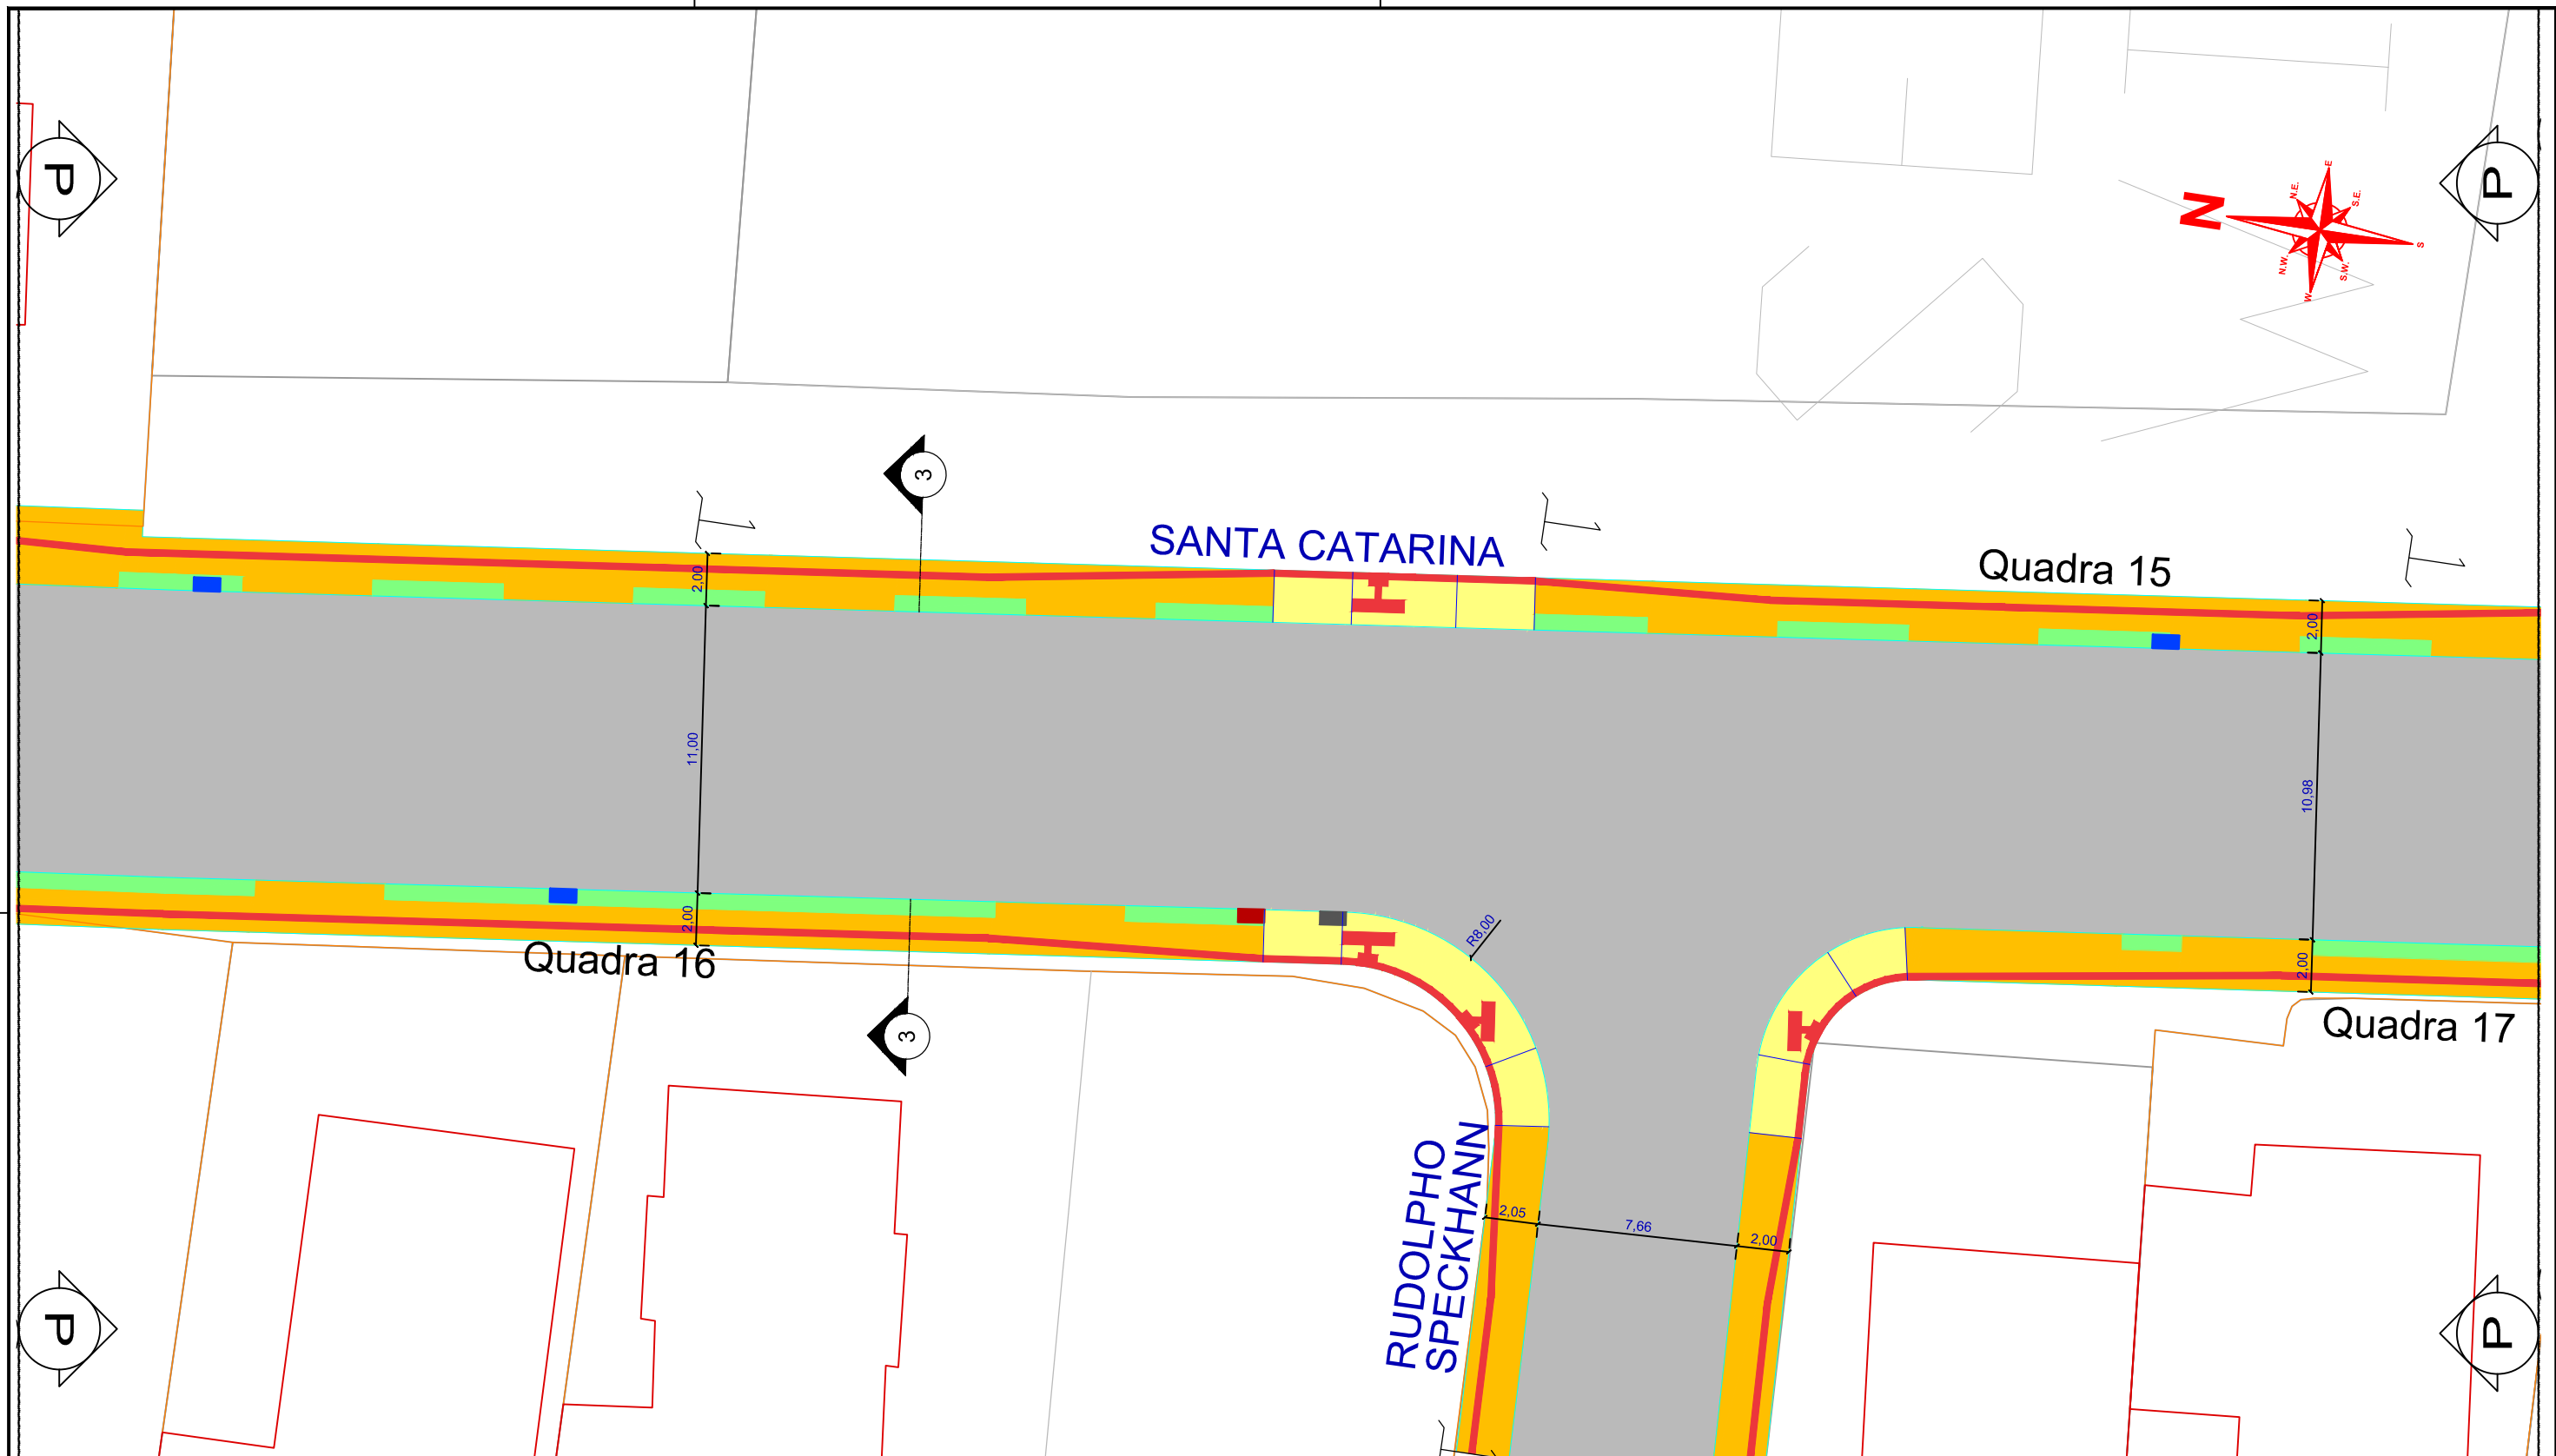 P
P
E
N.E.
S.E.
N
S
N.W.
S.W.
W
3
SANTA CATARINA
Quadra 15
2,00
2,00
11,00
10,98
2,00
R8,00
2,00
Quadra 16
Quadra 17
3
RUDOLPHO
SPECKHANN
2,05
7,66
2,00
P
P